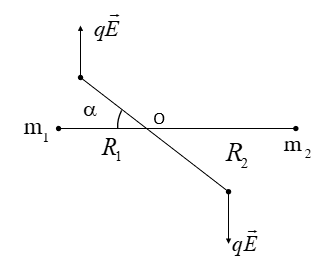 qE⃗
α
O
m₁
R₁
R₂
m₂
qE⃗